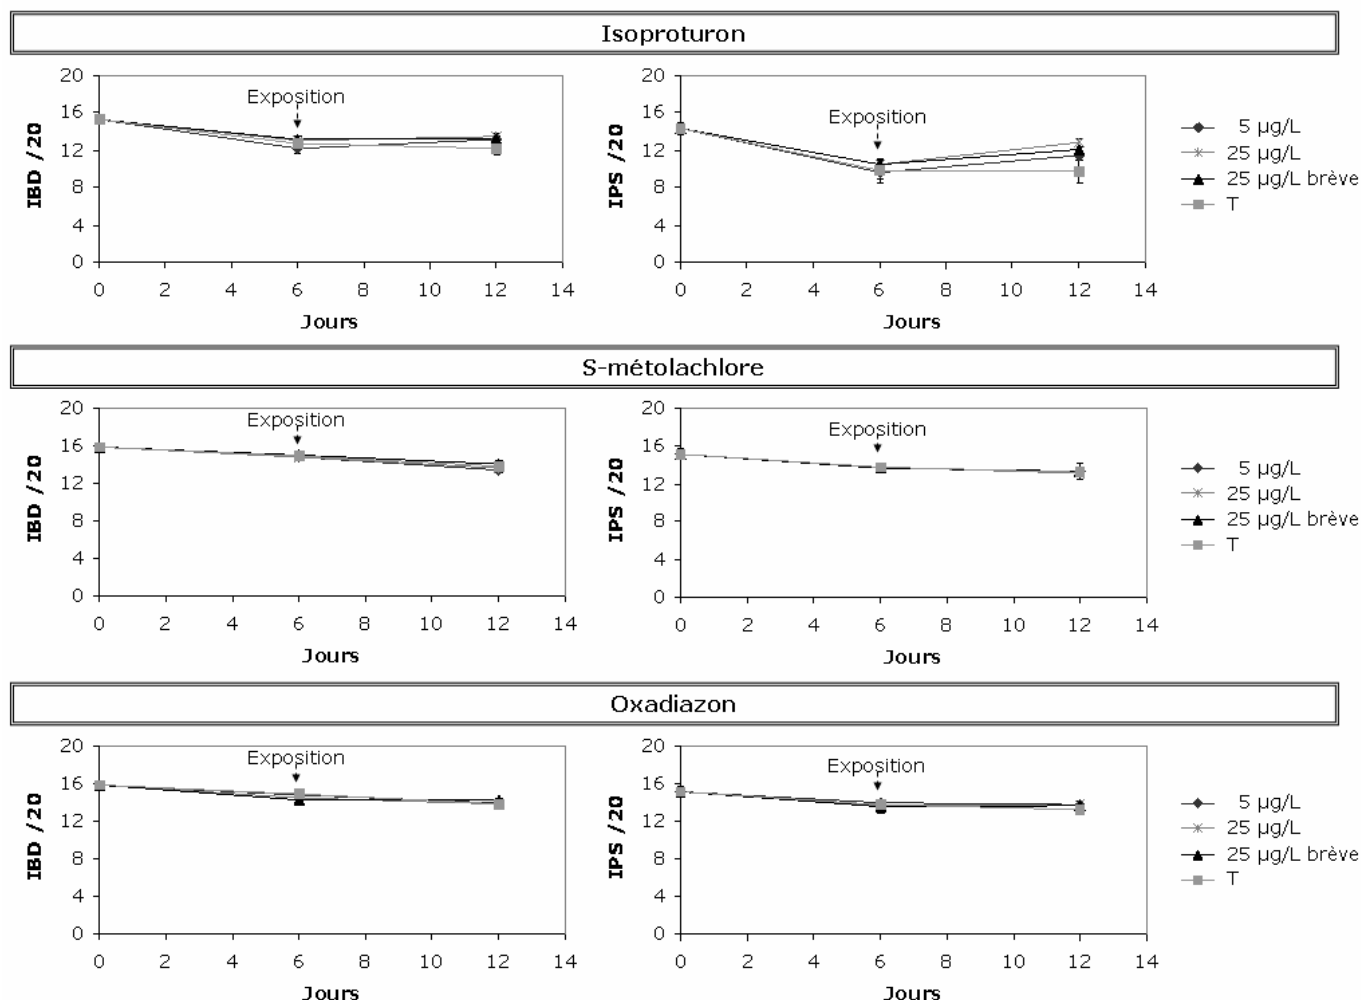 Isoproturon
20
16
12
8
4
0
IBD /20
Exposition
0 2 4 6 8 10 12 14
Jours
20
16
12
8
4
0
IPS /20
Exposition
0 2 4 6 8 10 12 14
Jours
5 µg/L
25 µg/L
25 µg/L brève
T
S-métolachlore
20
16
12
8
4
0
IBD /20
Exposition
0 2 4 6 8 10 12 14
Jours
20
16
12
8
4
0
IPS /20
Exposition
0 2 4 6 8 10 12 14
Jours
5 µg/L
25 µg/L
25 µg/L brève
T
Oxadiazon
20
16
12
8
4
0
IBD /20
Exposition
0 2 4 6 8 10 12 14
Jours
20
16
12
8
4
0
IPS /20
Exposition
0 2 4 6 8 10 12 14
Jours
5 µg/L
25 µg/L
25 µg/L brève
T